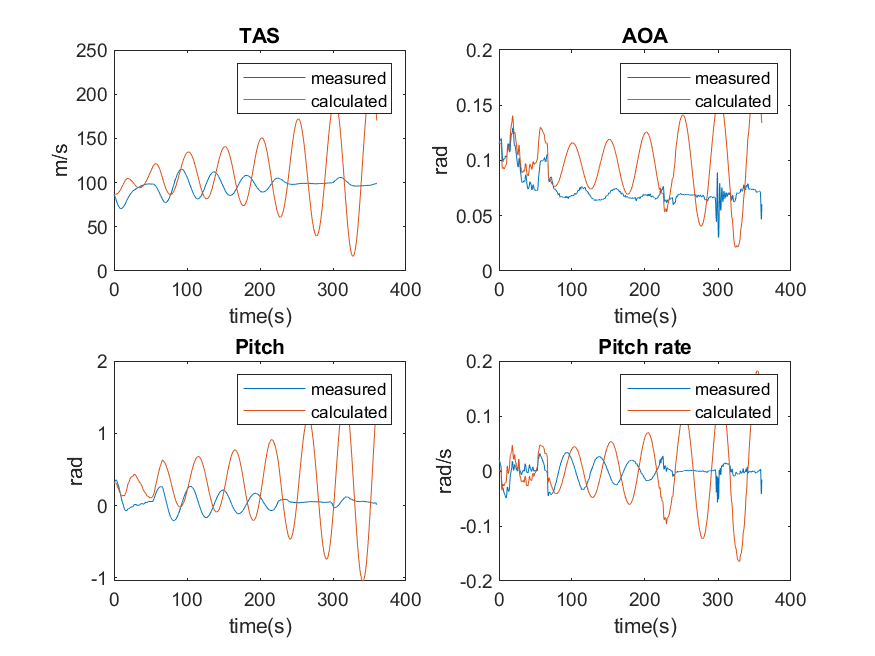 TAS
250
200
150
100
50
0
m/s
measured
calculated
0 100 200 300 400
time(s)
AOA
0.2
0.15
0.1
0.05
0
rad
measured
calculated
0 100 200 300 400
time(s)
Pitch
2
1
0
-1
rad
measured
calculated
0 100 200 300 400
time(s)
Pitch rate
0.2
0.1
0
-0.1
-0.2
rad/s
measured
calculated
0 100 200 300 400
time(s)